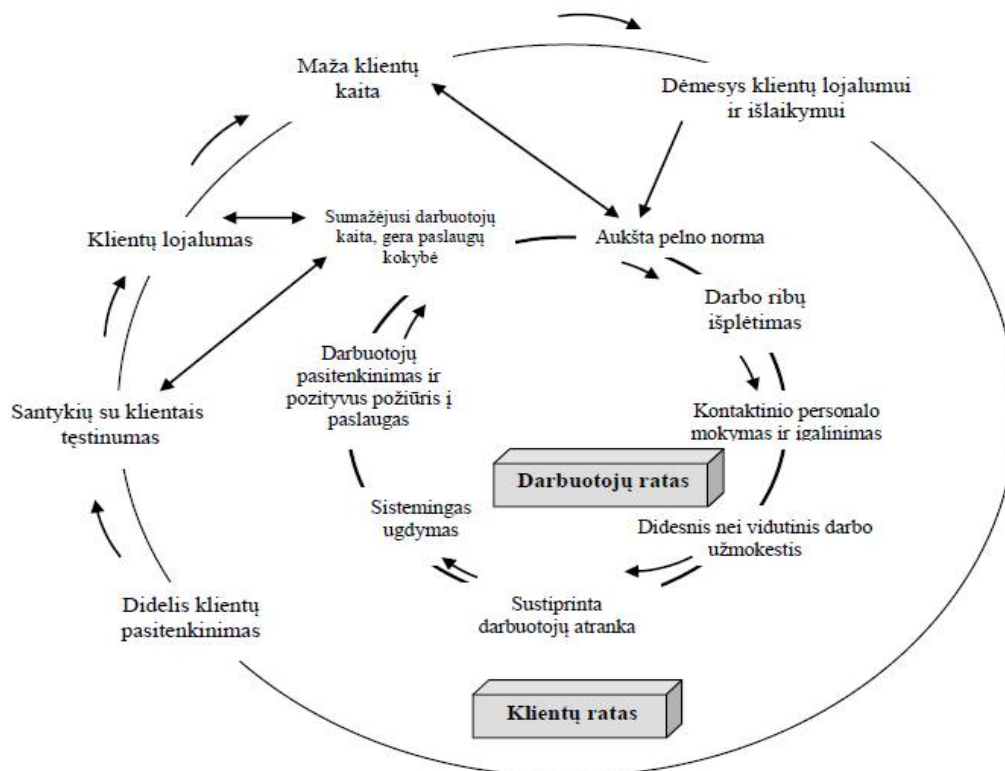 Maža klientų
kaita
Dėmesys klientų lojalumui
ir išlaikymui
Klientų lojalumas
Sumažėjusi darbuotojų
kaita, gera paslaugų
kokybė
Aukšta pelno norma
Darbo ribų
išplėtimas
Darbuotojų
pasitenkinimas ir
pozityvus požiūris į
paslaugas
Santykių su klientais
tęstinumas
Kontaktinio personalo
mokymas ir įgalinimas
Darbuotojų ratas
Sistemingas
ugdymas
Didesnis nei vidutinis darbo
užmokestis
Didelis klientų
pasitenkinimas
Sustiprinta
darbuotojų atranka
Klientų ratas